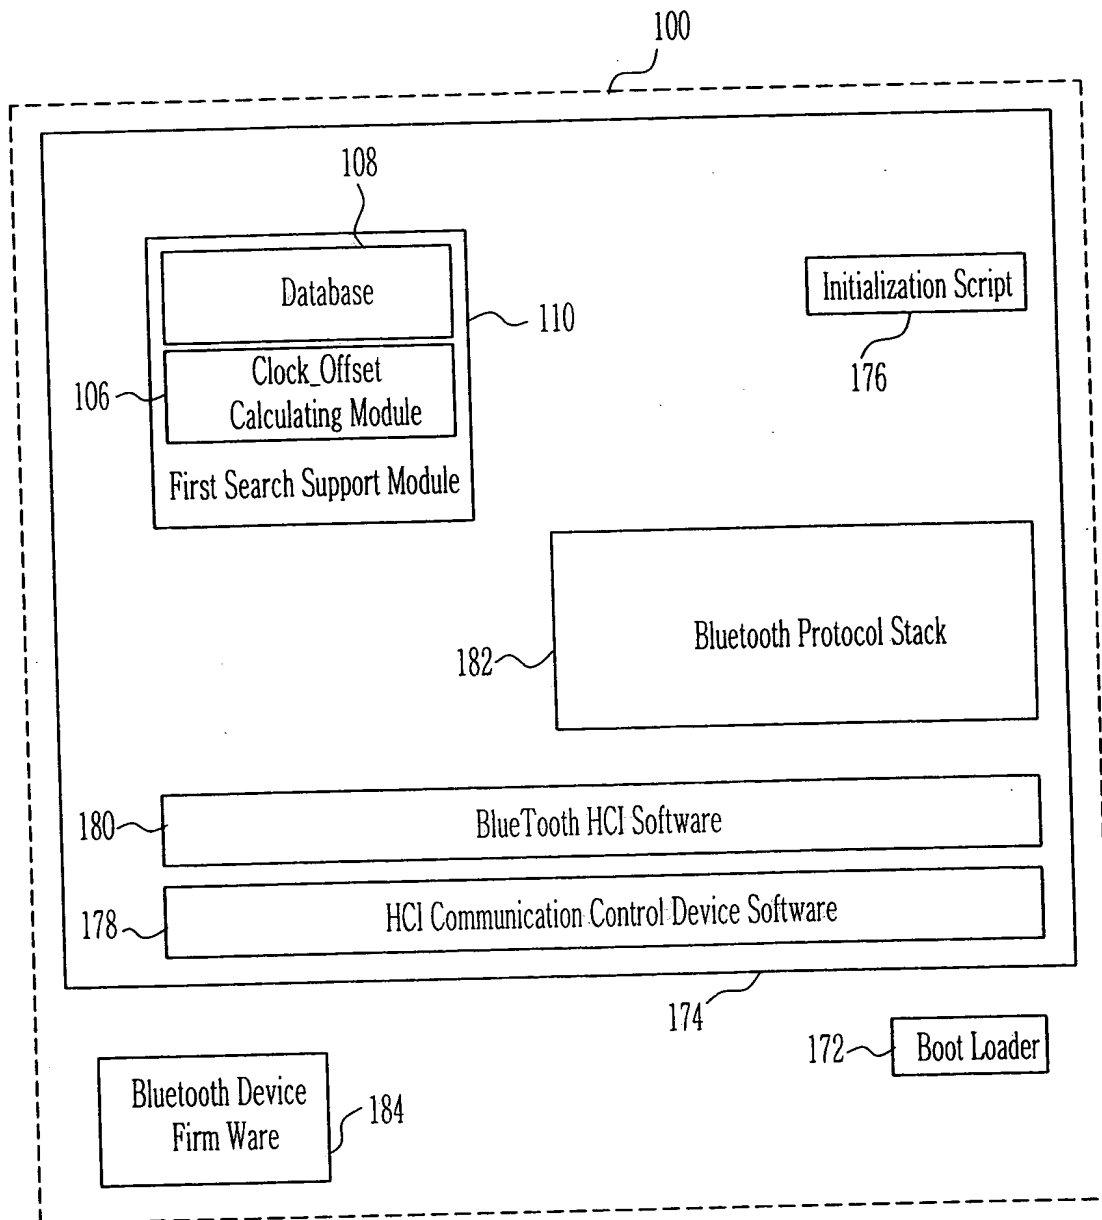 100
108
Database
110
Initialization Script
176
106
Clock_Offset
Calculating Module
First Search Support Module
182
Bluetooth Protocol Stack
180
BlueTooth HCI Software
178
HCI Communication Control Device Software
174
172
Boot Loader
Bluetooth Device
Firm Ware
184